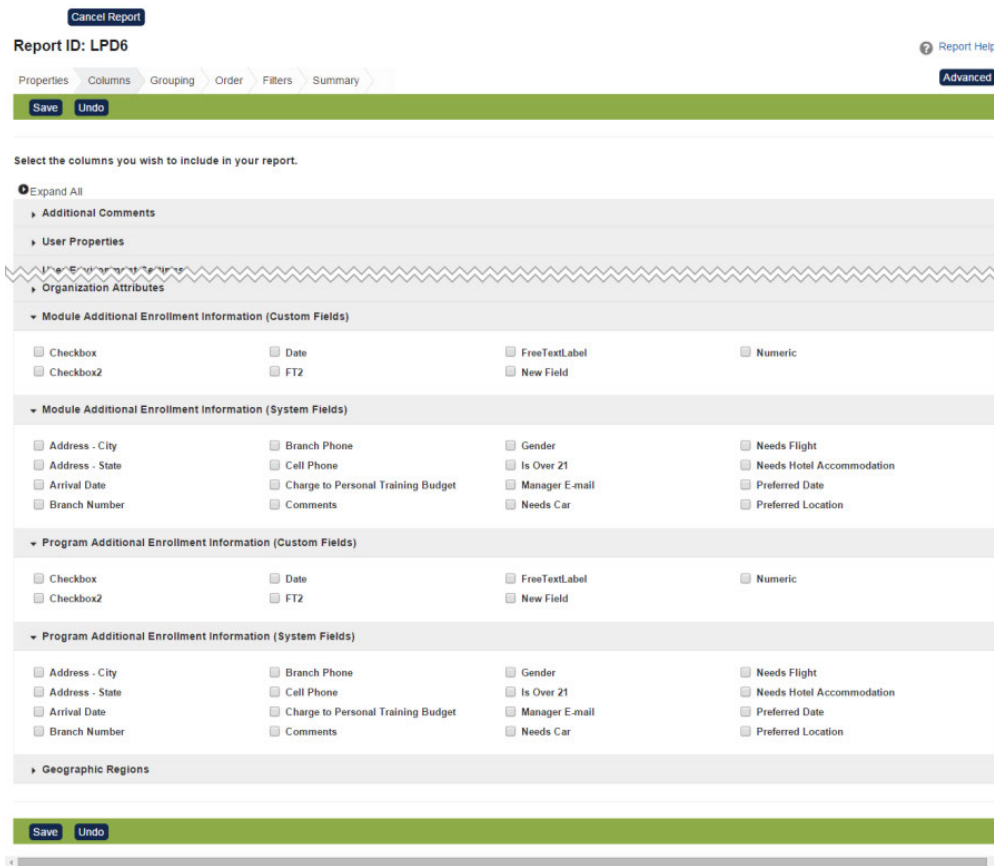 Cancel Report
Report ID: LPD6
Report Help
Properties Columns Grouping Order Filters Summary
Advanced
Save Undo
Select the columns you wish to include in your report.
Expand All
Additional Comments
User Properties
User Environment Settings
Organization Attributes
Module Additional Enrollment Information (Custom Fields)
Checkbox Date FreeTextLabel Numeric
Checkbox2 FT2 New Field
Module Additional Enrollment Information (System Fields)
Address - City Branch Phone Gender Needs Flight
Address - State Cell Phone Is Over 21 Needs Hotel Accommodation
Arrival Date Charge to Personal Training Budget Manager E-mail Preferred Date
Branch Number Comments Needs Car Preferred Location
Program Additional Enrollment Information (Custom Fields)
Checkbox Date FreeTextLabel Numeric
Checkbox2 FT2 New Field
Program Additional Enrollment Information (System Fields)
Address - City Branch Phone Gender Needs Flight
Address - State Cell Phone Is Over 21 Needs Hotel Accommodation
Arrival Date Charge to Personal Training Budget Manager E-mail Preferred Date
Branch Number Comments Needs Car Preferred Location
Geographic Regions
Save Undo